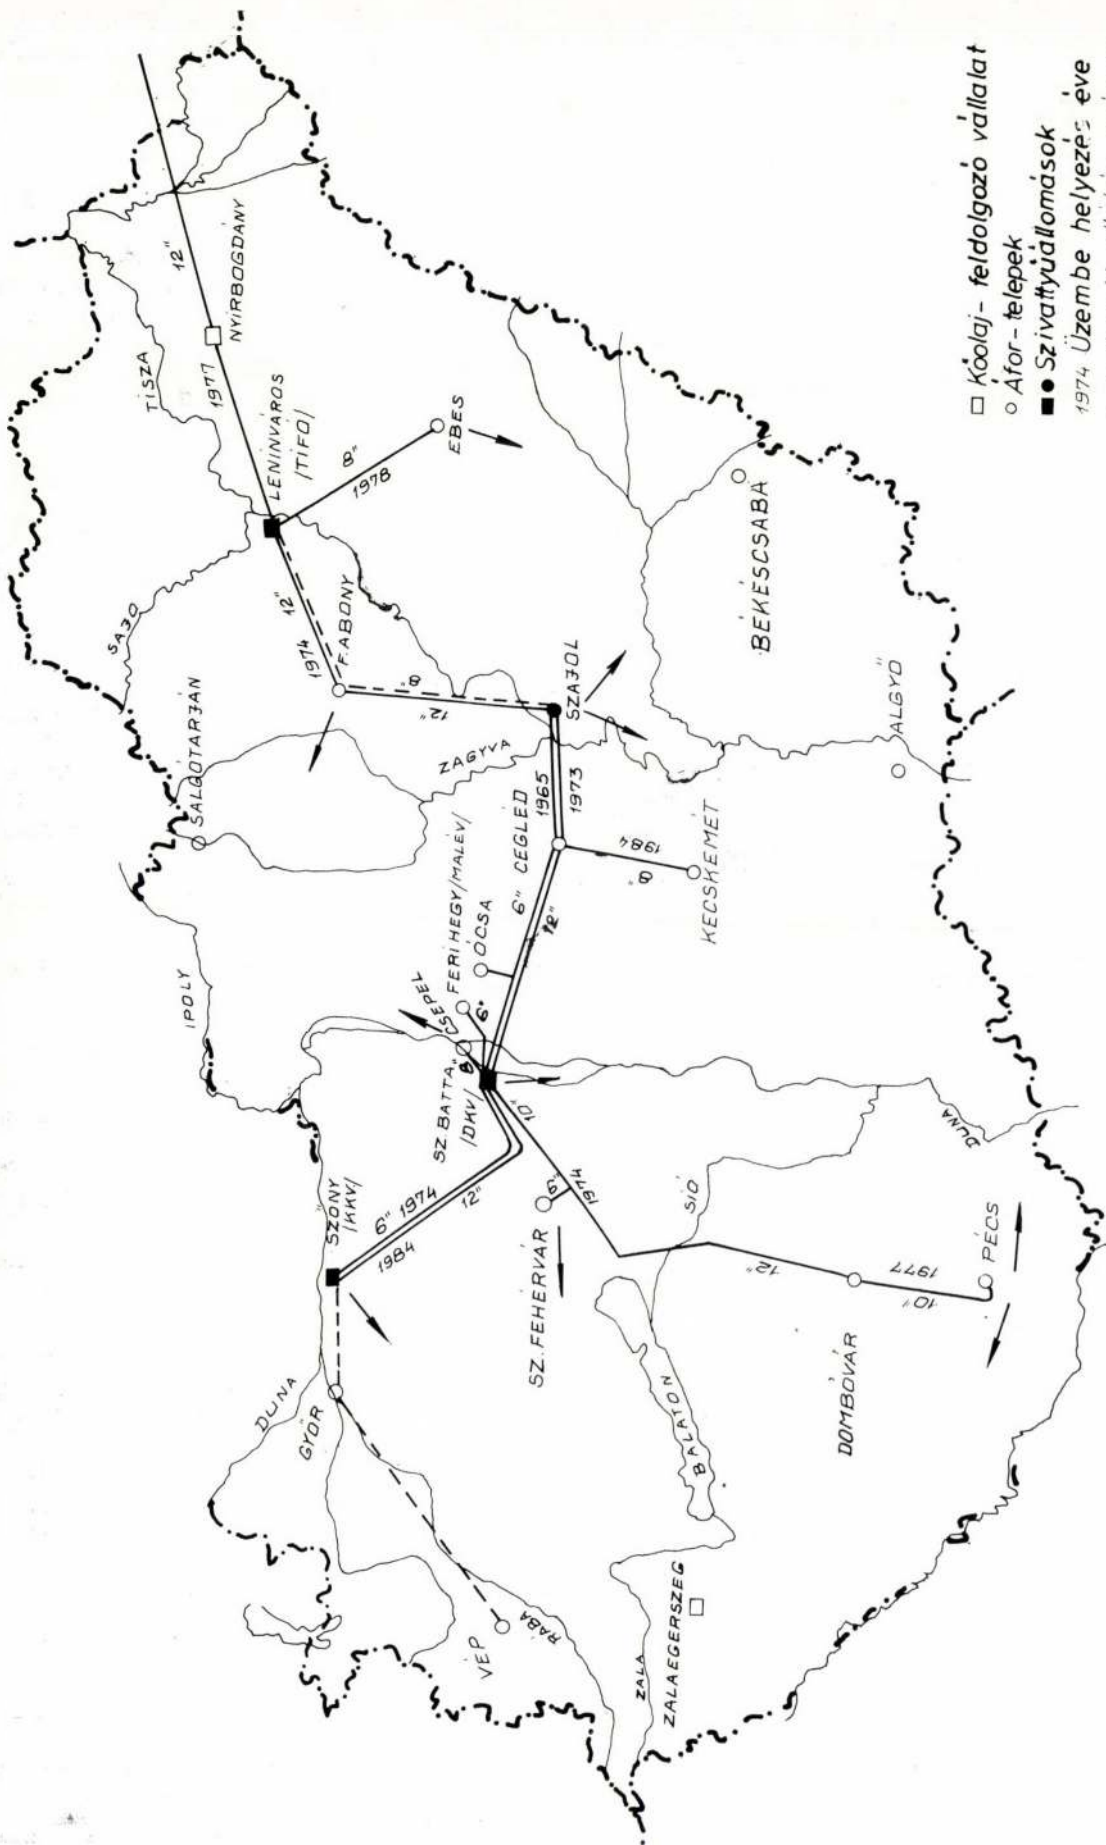 TISZA
12"
NYIRBOGDÁNY
1977
LENINVÁROS
/TIFO/
8"
1978
EBES
SAJO
12"
1974
F.ABONY
SALGÓTARJÁN
8"
12"
SZAJOL
ZAGYVA
1965
1973
BÉKÉSCSABA
ALGYŐ
IPOLY
CEGLÉD
6"
12"
1984
8"
KECSKEMÉT
FERIHEGY/MALÉV/
ÓCSA
CSEPEL
6"
8"
SZ.BATTA
/DKV/
10"
SZŐNY
/KKV/
6" 1974
12"
1984
6"
1974
SZ.FEHÉRVÁR
SIÓ
DUNA
12"
1977
10"
PÉCS
DOMBÓVÁR
DUNA
GYŐR
BALATON
VÉP
RÁBA
ZALA
ZALAEGERSZEG
Kőolaj-feldolgozó vállalat
Áfor-telepek
Szivattyúállomások
1974 Üzembe helyezés éve